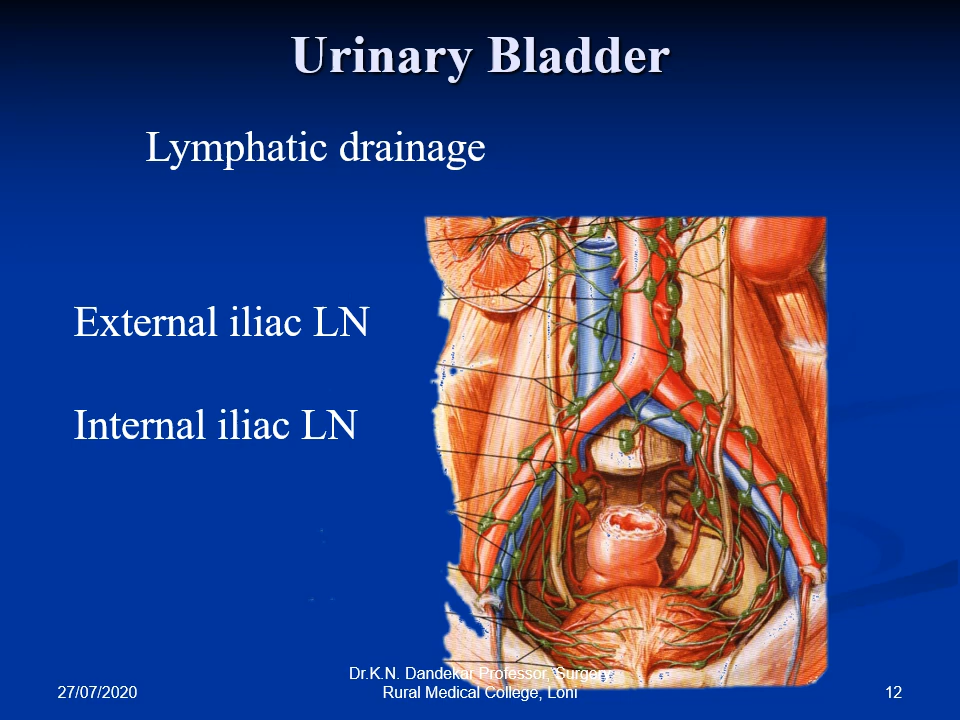 Urinary Bladder
Lymphatic drainage
External iliac LN
Internal iliac LN
27/07/2020
Dr.K.N. Dandekar Professor, Surgery
Rural Medical College, Loni
12